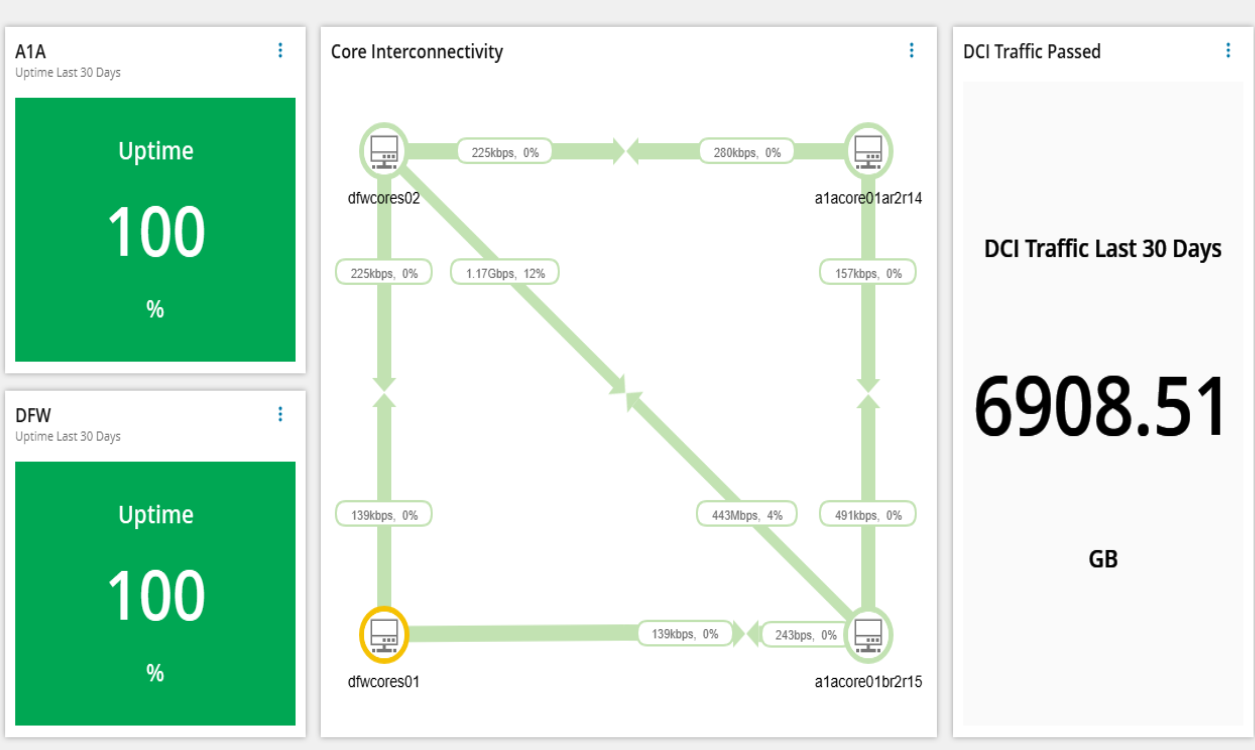 A1A
Uptime Last 30 Days
Uptime
100
%
DFW
Uptime Last 30 Days
Uptime
100
%
Core Interconnectivity
225kbps, 0%
280kbps, 0%
dfwcores02
a1acore01ar2r14
225kbps, 0%
1.17Gbps, 12%
157kbps, 0%
139kbps, 0%
443Mbps, 4%
491kbps, 0%
139kbps, 0%
243bps, 0%
dfwcores01
a1acore01br2r15
DCI Traffic Passed
DCI Traffic Last 30 Days
6908.51
GB